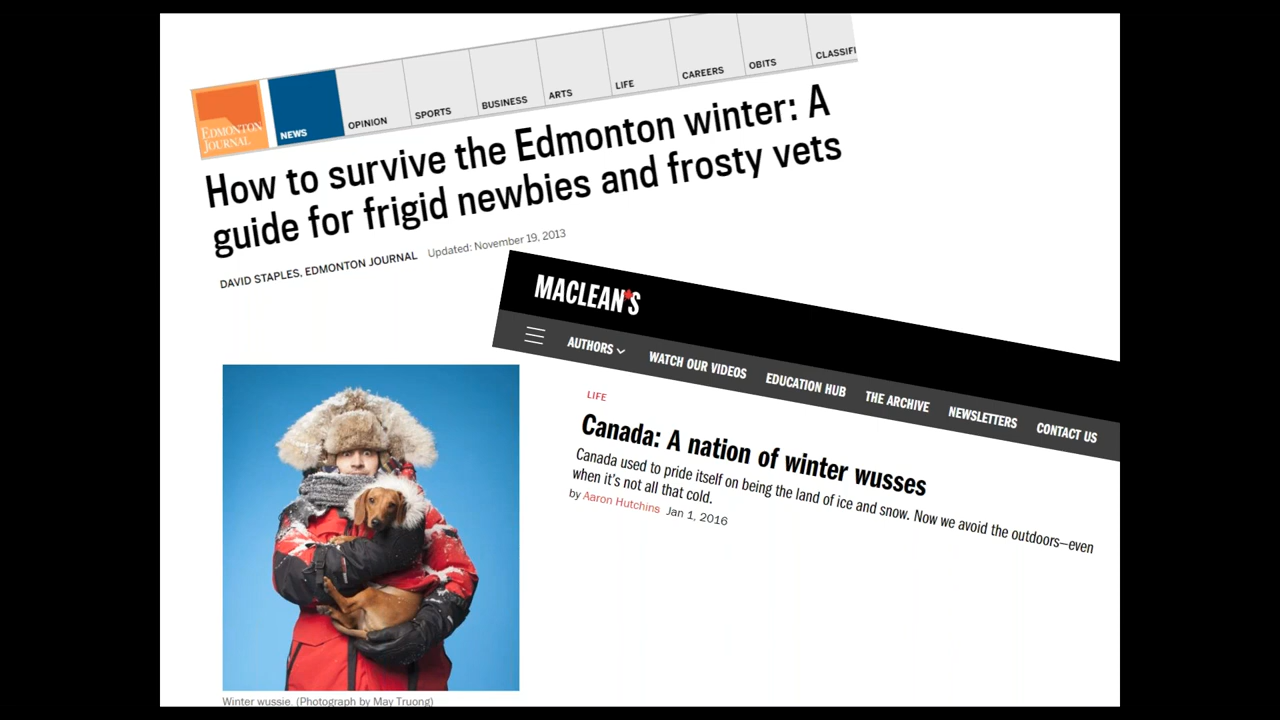 EDMONTON
JOURNAL
NEWS
OPINION
SPORTS
BUSINESS
ARTS
LIFE
CAREERS
OBITS
CLASSIFI
How to survive the Edmonton winter: A
guide for frigid newbies and frosty vets
DAVID STAPLES, EDMONTON JOURNAL Updated: November 19, 2013
MACLEAN'S
AUTHORS
WATCH OUR VIDEOS
EDUCATION HUB
THE ARCHIVE
NEWSLETTERS
CONTACT US
LIFE
Canada: A nation of winter wusses
Canada used to pride itself on being the land of ice and snow. Now we avoid the outdoors—even
when it's not all that cold.
by Aaron Hutchins Jan 1, 2016
Winter wussie. (Photograph by May Truong)